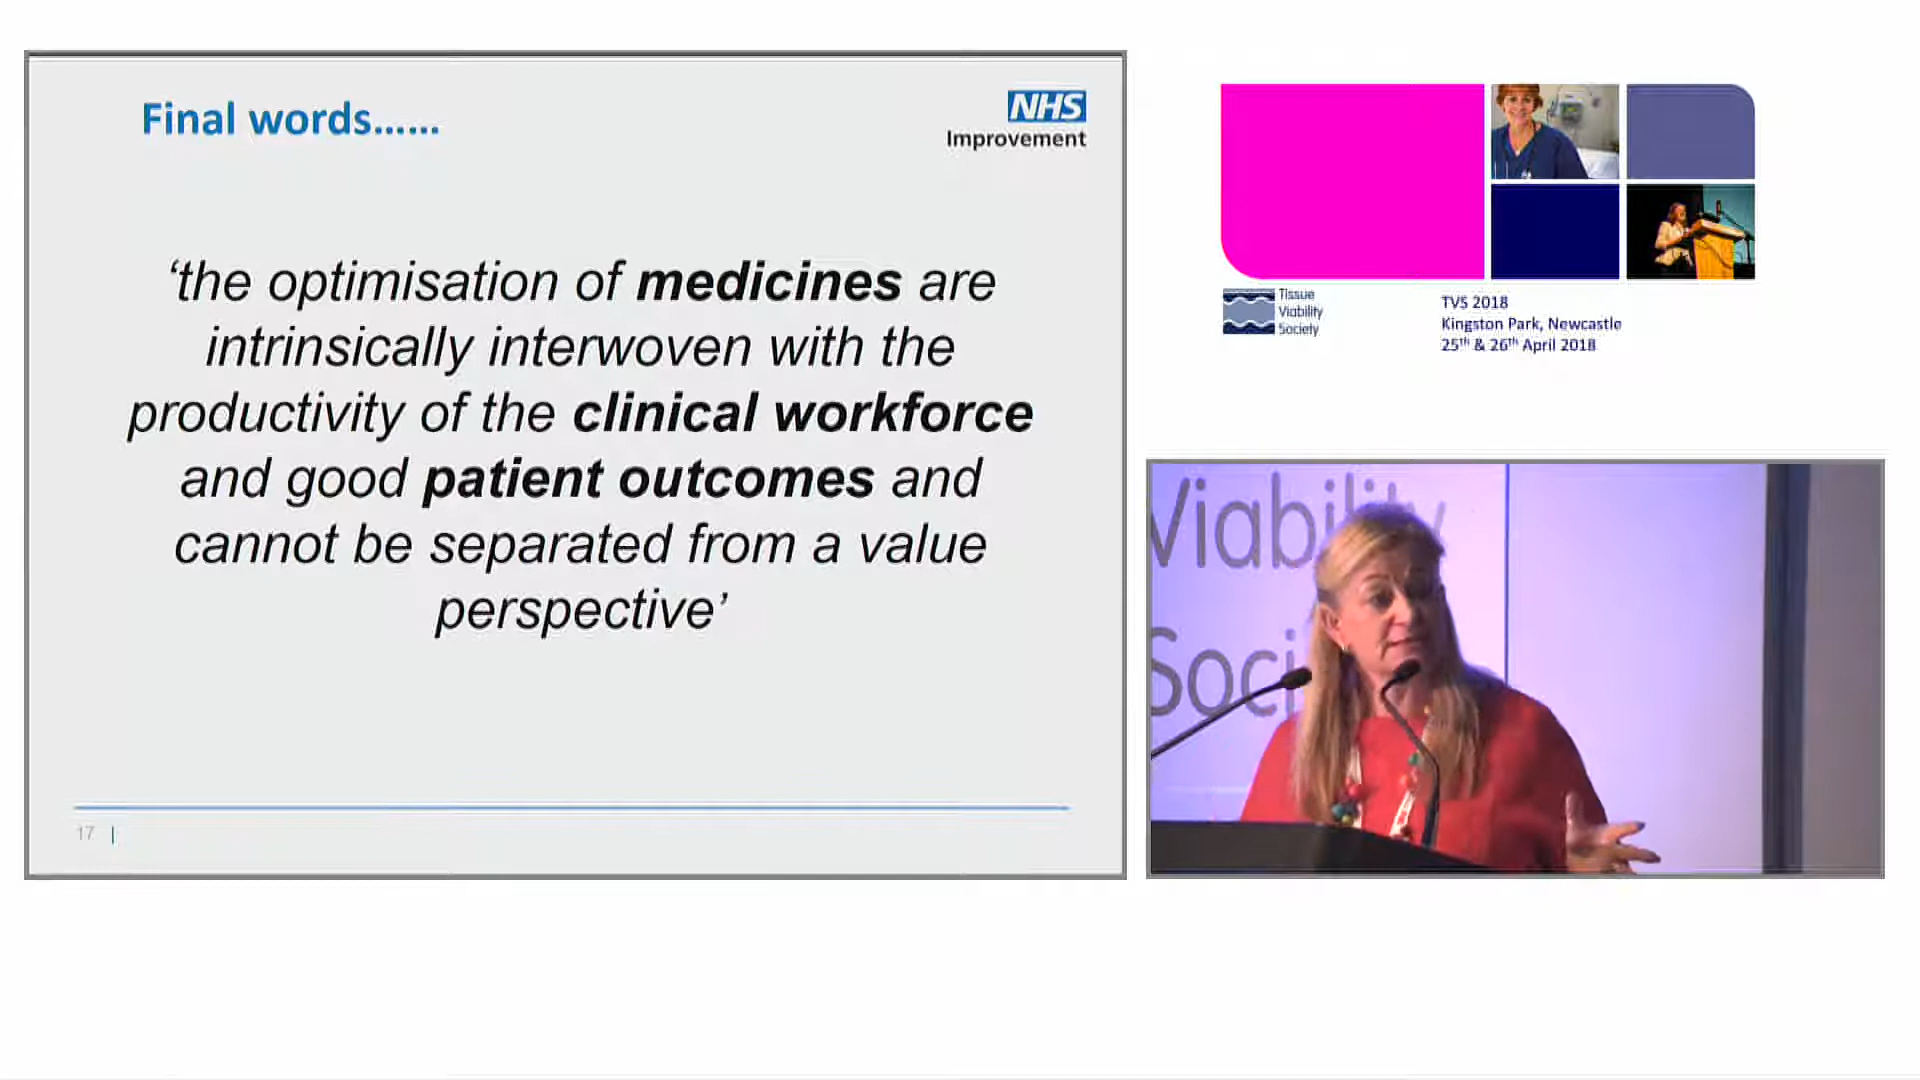 Final words......
NHS
Improvement
‘the optimisation of medicines are
intrinsically interwoven with the
productivity of the clinical workforce
and good patient outcomes and
cannot be separated from a value
perspective’
17 |
Tissue
Viability
Society
TVS 2018
Kingston Park, Newcastle
25th & 26th April 2018
Viability
Soci